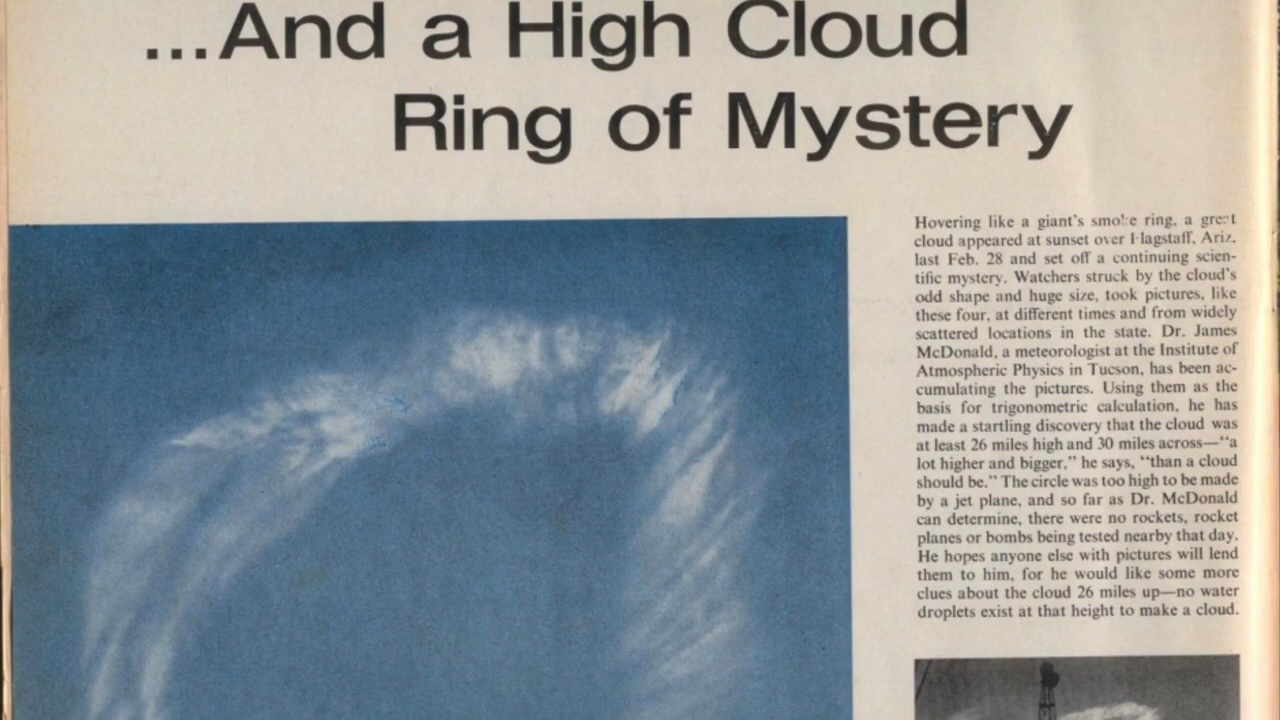 ...And a High Cloud
Ring of Mystery
Hovering like a giant's smoke ring, a great
cloud appeared at sunset over Flagstaff, Ariz.
last Feb. 28 and set off a continuing scien-
tific mystery. Watchers struck by the cloud's
odd shape and huge size, took pictures, like
these four, at different times and from widely
scattered locations in the state. Dr. James
McDonald, a meteorologist at the Institute of
Atmospheric Physics in Tucson, has been ac-
cumulating the pictures. Using them as the
basis for trigonometric calculation, he has
made a startling discovery that the cloud was
at least 26 miles high and 30 miles across—“a
lot higher and bigger,” he says, “than a cloud
should be.” The circle was too high to be made
by a jet plane, and so far as Dr. McDonald
can determine, there were no rockets, rocket
planes or bombs being tested nearby that day.
He hopes anyone else with pictures will lend
them to him, for he would like some more
clues about the cloud 26 miles up—no water
droplets exist at that height to make a cloud.